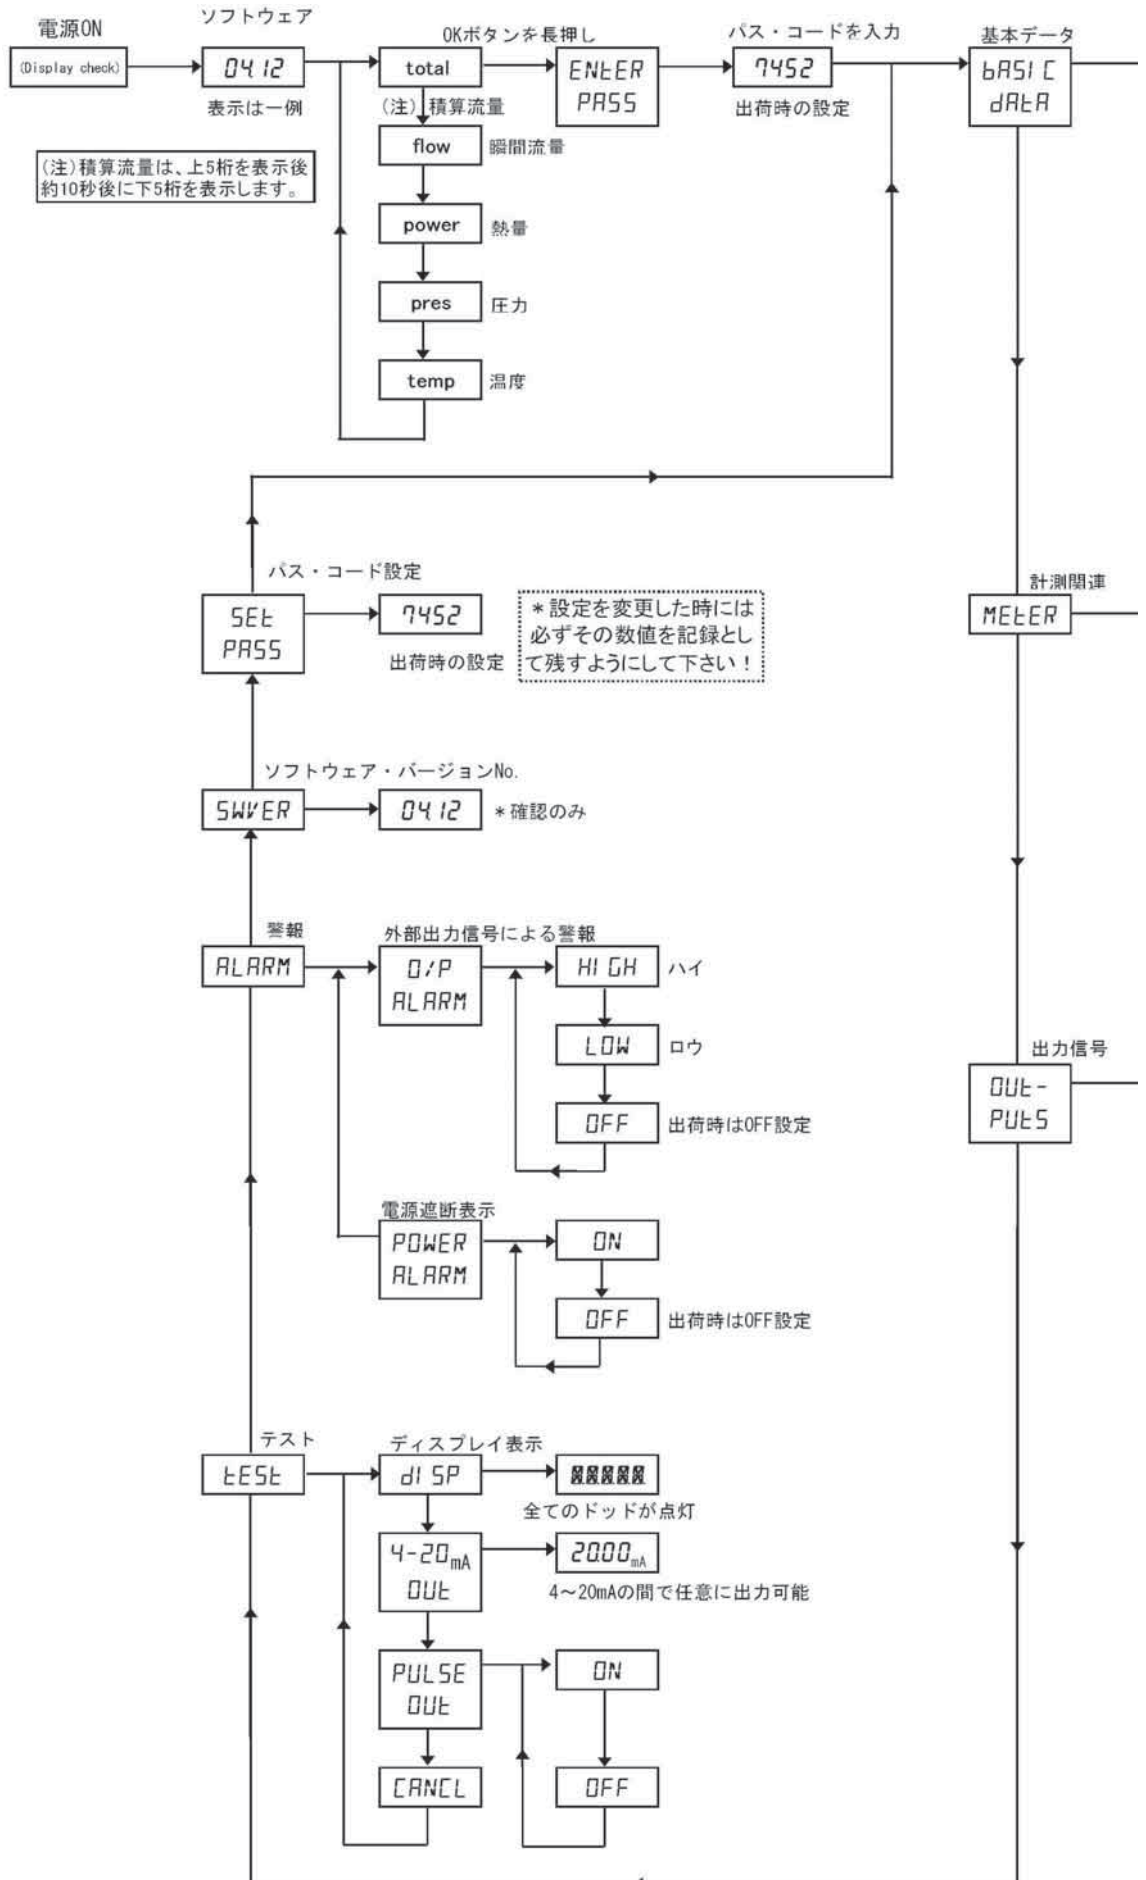 電源ON
ソフトウェア
(Display check)
04.12
表示は一例
(注)積算流量は、上5桁を表示後
約10秒後に下5桁を表示します。
total
(注) 積算流量
flow
瞬間流量
power
熱量
pres
圧力
temp
温度
OKボタンを長押し
ENtER
PASS
パス・コードを入力
7452
出荷時の設定
基本データ
bASIC
dAtA
パス・コード設定
SEt
PASS
7452
出荷時の設定
*設定を変更した時には
必ずその数値を記録とし
て残すようにして下さい！
計測関連
MEtER
ソフトウェア・バージョンNo.
SWVER
04.12
*確認のみ
警報
ALARM
外部出力信号による警報
O/P
ALARM
HIGH
ハイ
LOW
ロウ
OFF
出荷時はOFF設定
出力信号
OUt-
PUtS
電源遮断表示
POWER
ALARM
ON
OFF
出荷時はOFF設定
テスト
tESt
ディスプレイ表示
dISP
全てのドッドが点灯
4-20mA
OUt
20.00mA
4～20mAの間で任意に出力可能
PULSE
OUt
ON
CANCL
OFF